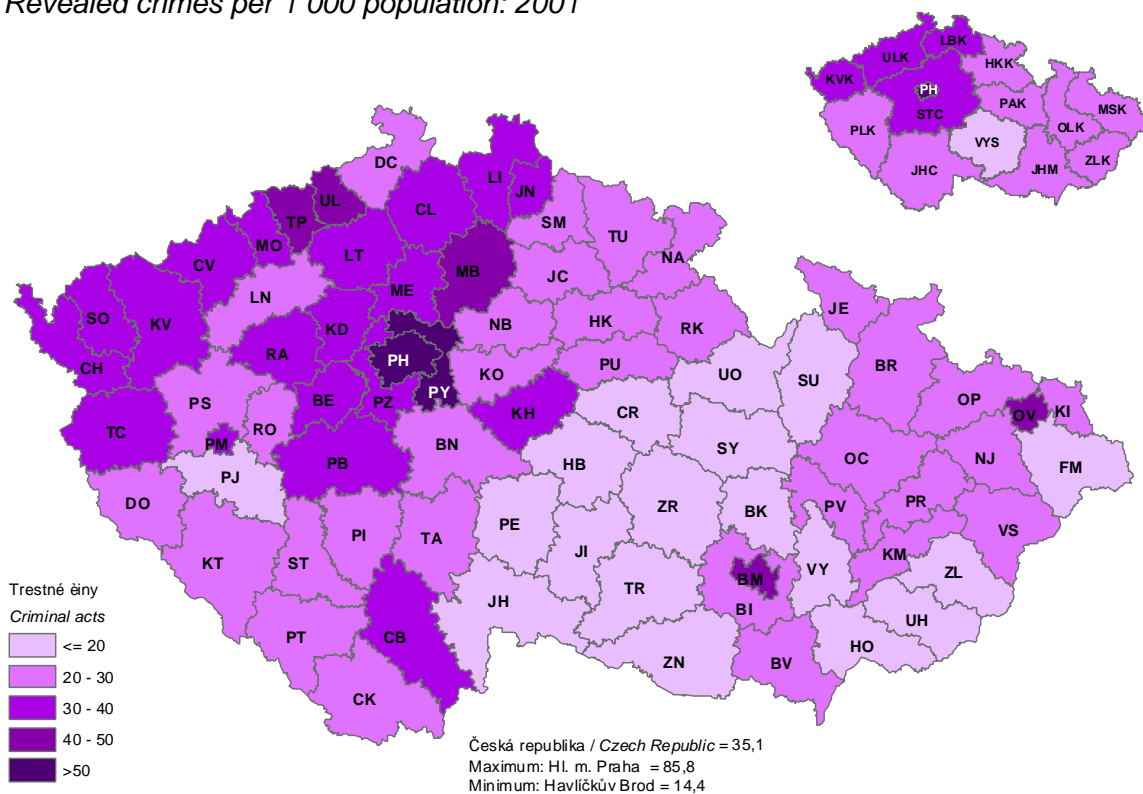 Revealed crimes per 1 000 population: 2001
LBK
ULK
HKK
KVK
PH
PAK
MSK
STC
PLK
OLK
VYS
ZLK
JHC
JHM
DC
LI
JN
UL
TP
CL
SM
TU
MO
LT
CV
MB
NA
JC
ME
LN
SO
KV
NB
HK
RK
JE
KD
RA
PH
PU
BR
CH
KO
UO
SU
PY
BE
PZ
PS
KH
CR
OP
OV
KI
TC
PM
RO
BN
SY
OC
NJ
FM
PB
HB
PJ
DO
ZR
BK
PV
PR
VS
PE
PI
TA
JI
KM
KT
ST
VY
ZL
BM
TR
JH
BI
UH
PT
CB
HO
ZN
BV
CK
Trestné èiny
Criminal acts
<= 20
20 - 30
30 - 40
40 - 50
>50
Česká republika / Czech Republic = 35,1
Maximum: Hl. m. Praha = 85,8
Minimum: Havlíčkův Brod = 14,4